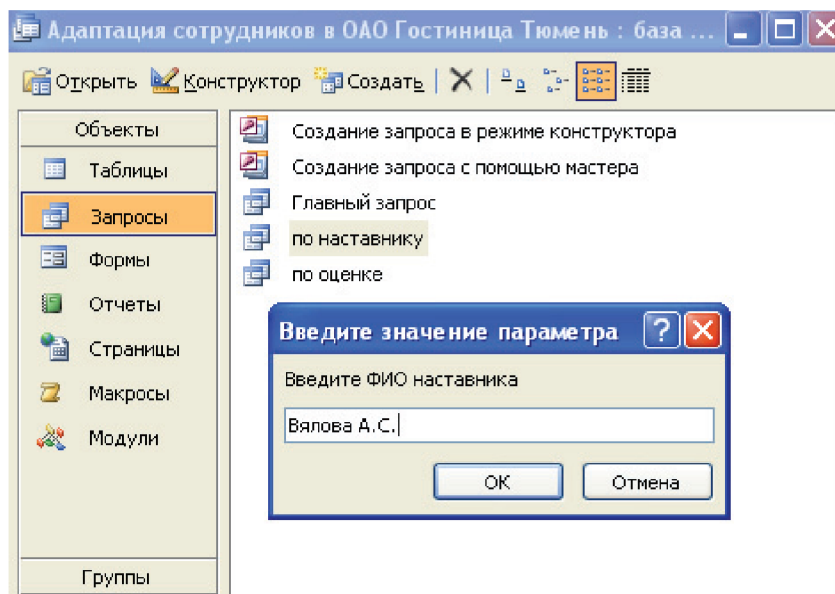 Адаптация сотрудников в ОАО Гостиница Тюмень : база ...
Открыть Конструктор Создать
Объекты
Таблицы
Запросы
Формы
Отчеты
Страницы
Макросы
Модули
Группы
Создание запроса в режиме конструктора
Создание запроса с помощью мастера
Главный запрос
по наставнику
по оценке
Введите значение параметра
Введите ФИО наставника
Вялова А.С.
ОК Отмена